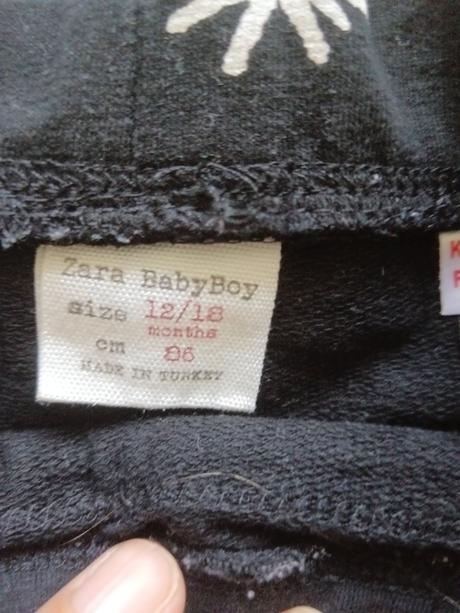 Zara BabyBoy
size 12/18
months
cm 86
MADE IN TURKEY
K